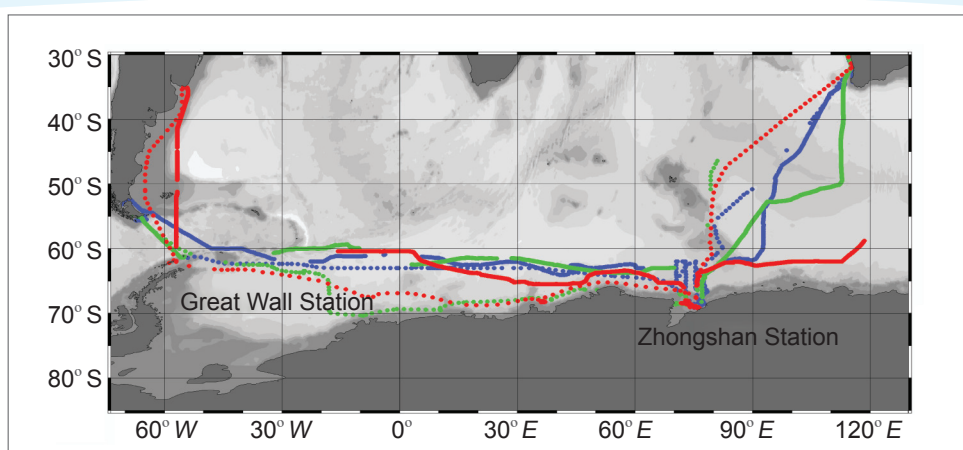 30° S
40° S
50° S
60° S
70° S
80° S
Great Wall Station
Zhongshan Station
60° W
30° W
0°
30° E
60° E
90° E
120° E